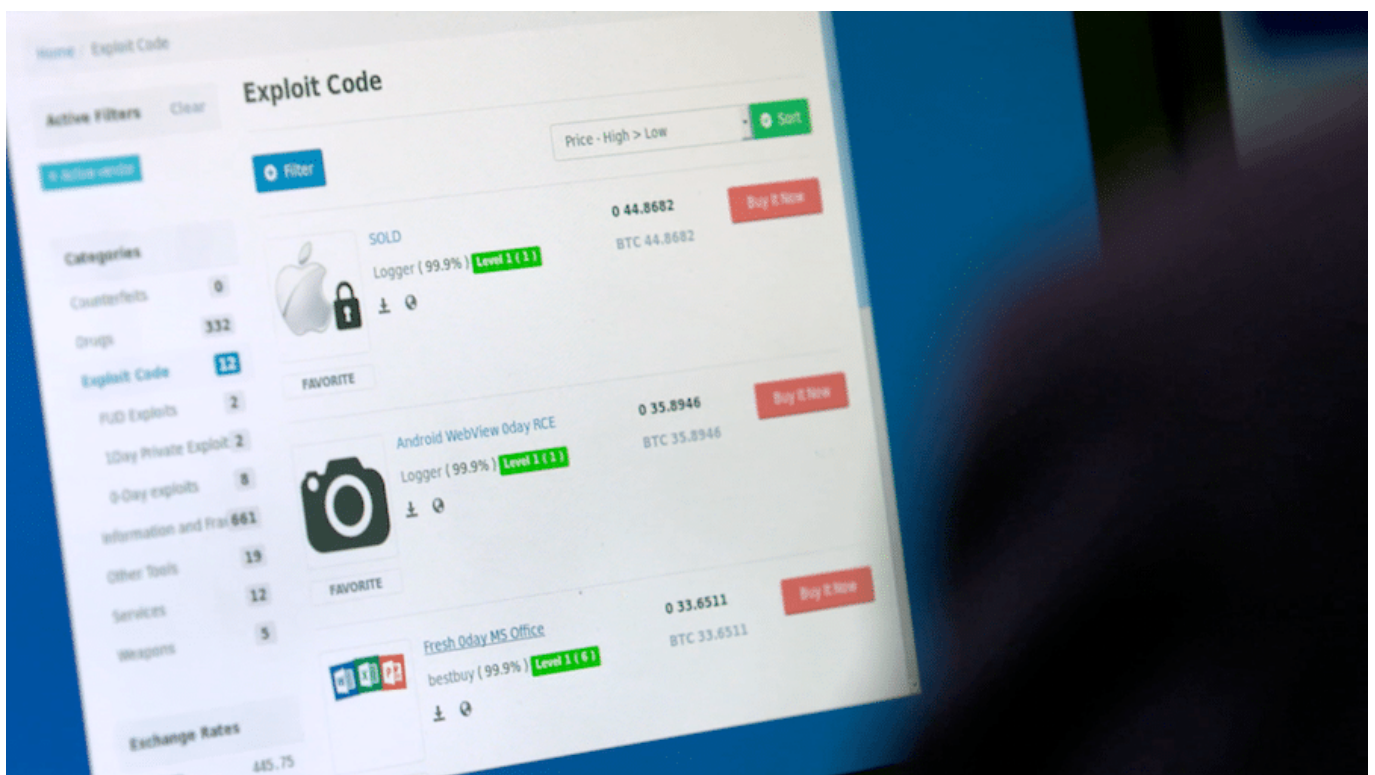 Home / Exploit Code
Active Filters Clear
Active vendor
Categories
Counterfeits 0
Drugs 332
Exploit Code 12
FUD Exploits 2
1Day Private Exploit 2
0-Day exploits 8
Information and Frau 661
Other Tools 19
Services 12
Weapons 5
Exchange Rates
445.75
Exploit Code
Filter
Price - High > Low
Sort
SOLD
Logger ( 99.9% ) Level 1 ( 1 )
FAVORITE
0 44.8682
BTC 44.8682
Buy It Now
Android WebView 0day RCE
Logger ( 99.9% ) Level 1 ( 1 )
FAVORITE
0 35.8946
BTC 35.8946
Buy It Now
Fresh 0day MS Office
bestbuy ( 99.9% ) Level 1 ( 6 )
0 33.6511
BTC 33.6511
Buy It Now